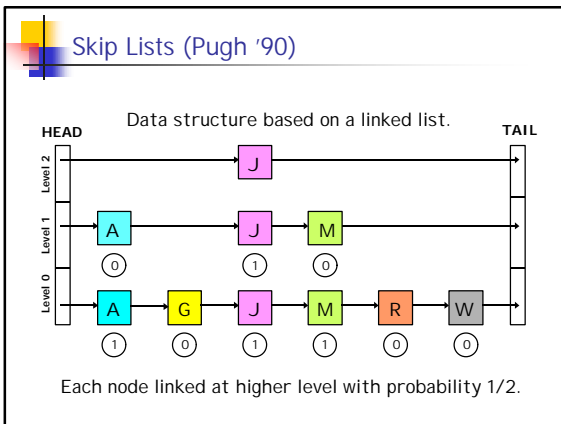 Skip Lists (Pugh '90)
Data structure based on a linked list.
HEAD
TAIL
Level 2
J
Level 1
A J M
0 1 0
Level 0
A G J M R W
1 0 1 1 0 0
Each node linked at higher level with probability 1/2.